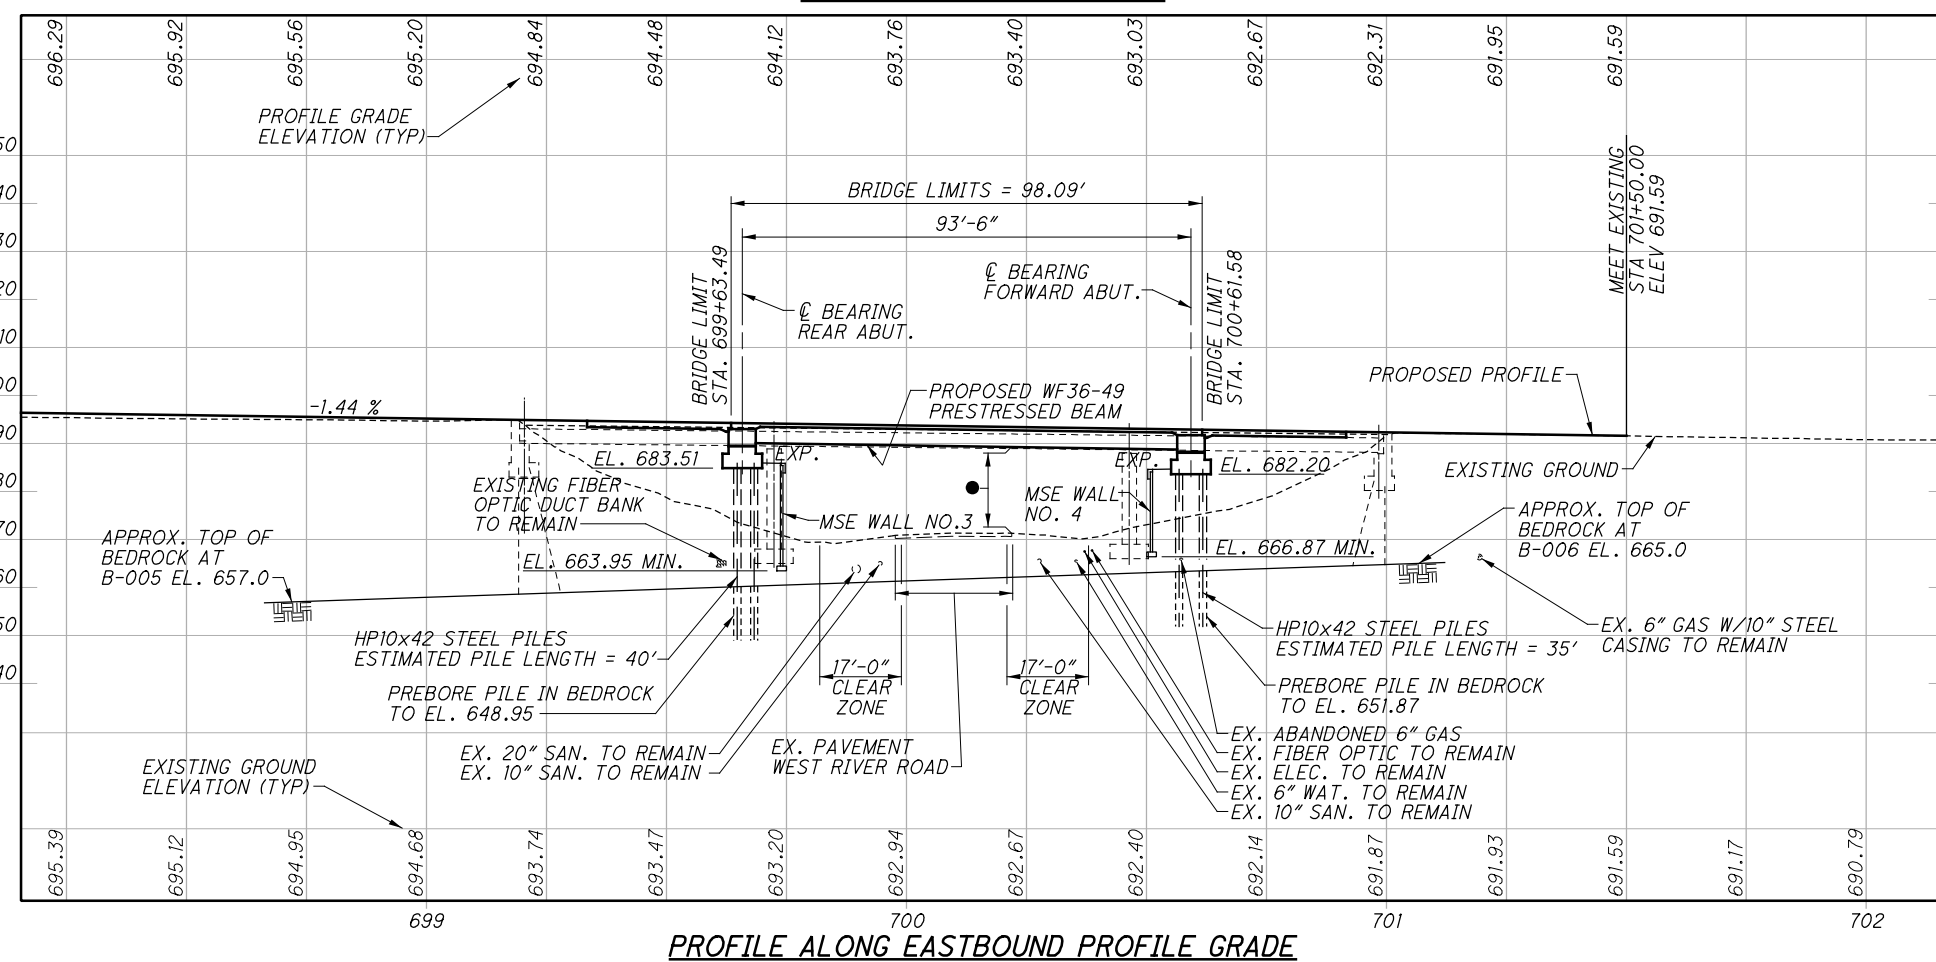 696.29 695.92 695.56 695.20 694.84 694.48 694.12 693.76 693.40 693.03 692.67 692.31 691.95 691.59
PROFILE GRADE
ELEVATION (TYP)
BRIDGE LIMITS = 98.09'
93'-6"
BRIDGE LIMIT
STA. 699+63.49
℄ BEARING
REAR ABUT.
℄ BEARING
FORWARD ABUT.
BRIDGE LIMIT
STA. 700+61.58
MEET EXISTING
STA 701+50.00
ELEV 691.59
50
40
30
20
10
00
90
80
70
60
50
40
-1.44 %
PROPOSED WF36-49
PRESTRESSED BEAM
PROPOSED PROFILE
EL. 683.51
EXP.
EXP.
EL. 682.20
EXISTING GROUND
EXISTING FIBER
OPTIC DUCT BANK
TO REMAIN
MSE WALL NO.3
MSE WALL
NO. 4
APPROX. TOP OF
BEDROCK AT
B-005 EL. 657.0
EL. 663.95 MIN.
EL. 666.87 MIN.
APPROX. TOP OF
BEDROCK AT
B-006 EL. 665.0
HP10x42 STEEL PILES
ESTIMATED PILE LENGTH = 40'
PREBORE PILE IN BEDROCK
TO EL. 648.95
17'-0"
CLEAR
ZONE
17'-0"
CLEAR
ZONE
HP10x42 STEEL PILES
ESTIMATED PILE LENGTH = 35'
EX. 6" GAS W/10" STEEL
CASING TO REMAIN
PREBORE PILE IN BEDROCK
TO EL. 651.87
EX. 20" SAN. TO REMAIN
EX. 10" SAN. TO REMAIN
EX. PAVEMENT
WEST RIVER ROAD
EX. ABANDONED 6" GAS
EX. FIBER OPTIC TO REMAIN
EX. ELEC. TO REMAIN
EX. 6" WAT. TO REMAIN
EX. 10" SAN. TO REMAIN
EXISTING GROUND
ELEVATION (TYP)
695.39 695.12 694.95 694.68 693.74 693.47 693.20 692.94 692.67 692.40 692.14 691.87 691.93 691.59 691.17 690.79
699 700 701 702
PROFILE ALONG EASTBOUND PROFILE GRADE